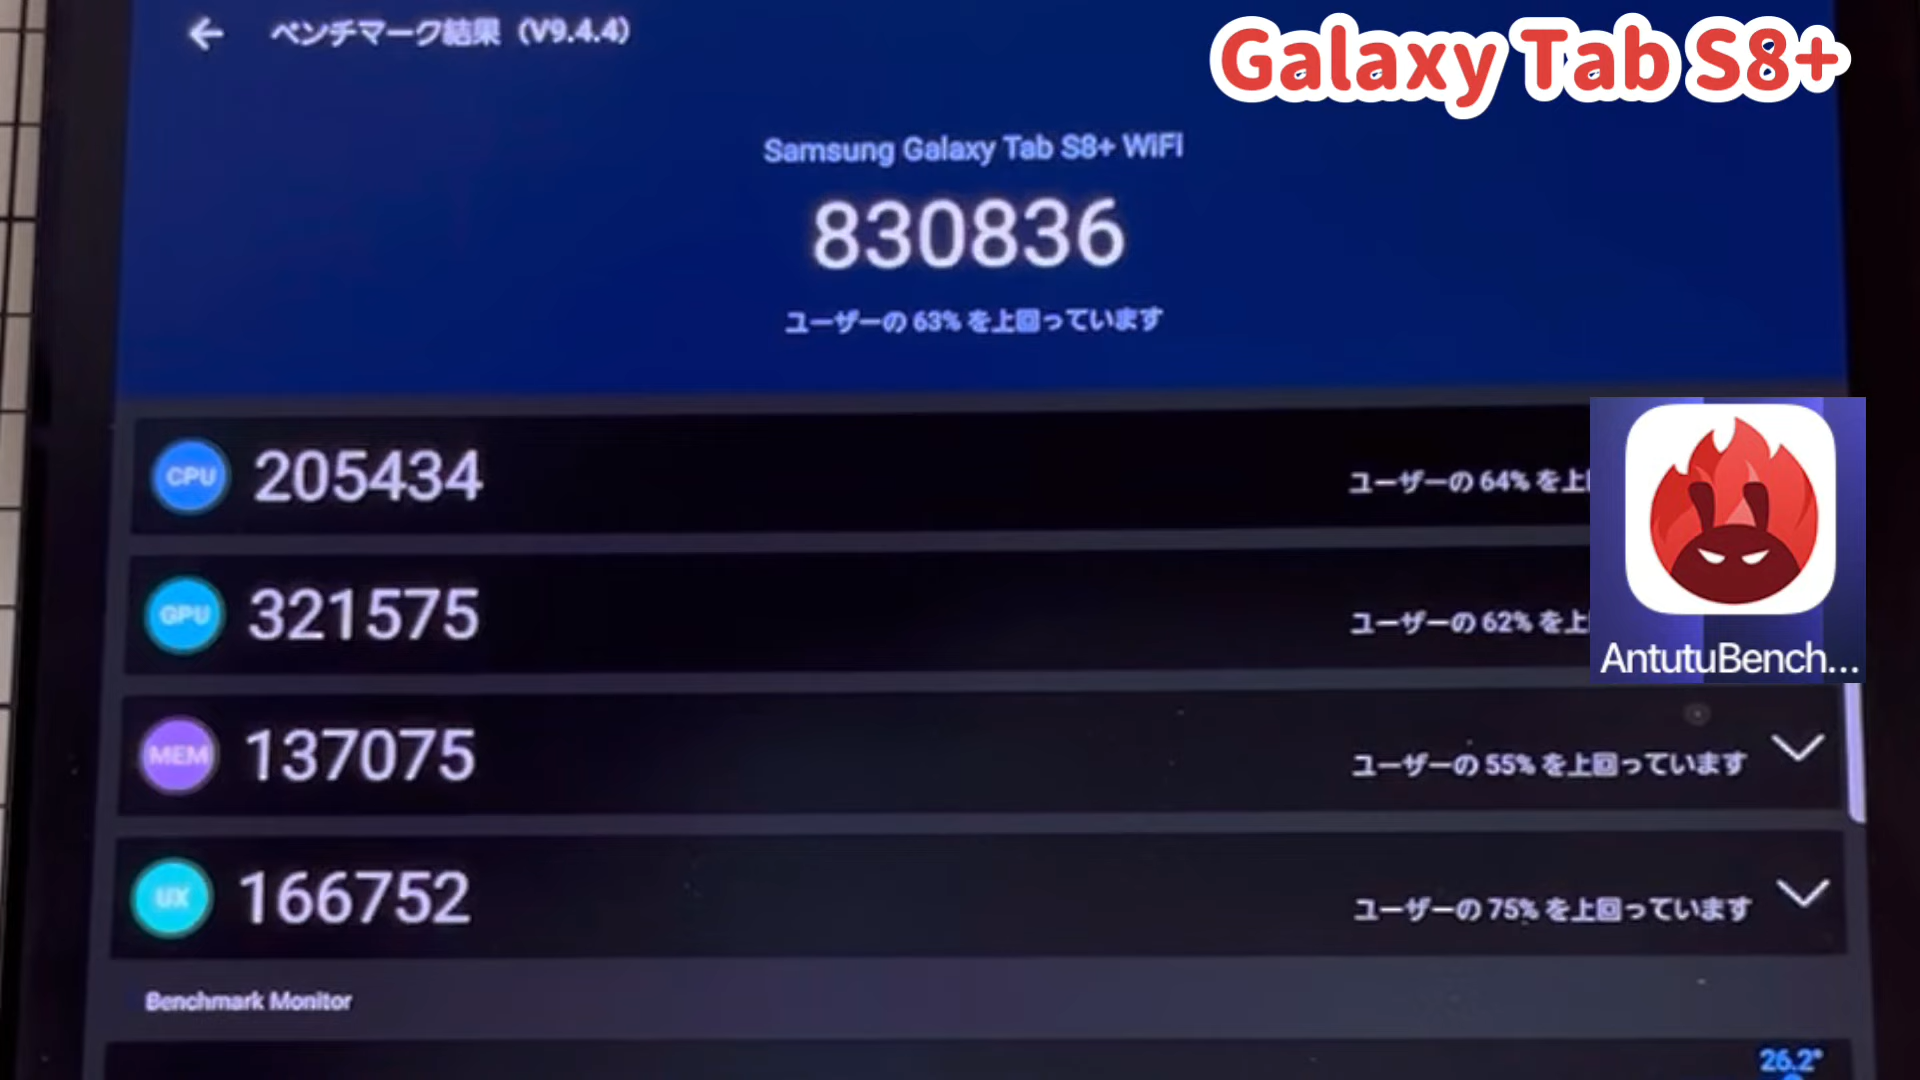 ベンチマーク結果（V9.4.4）
Galaxy Tab S8+
Samsung Galaxy Tab S8+ WiFi
830836
ユーザーの 63% を上回っています
CPU 205434 ユーザーの 64% を上
GPU 321575 ユーザーの 62% を上
AntutuBench...
MEM 137075 ユーザーの 55% を上回っています
UX 166752 ユーザーの 75% を上回っています
Benchmark Monitor
26.2°